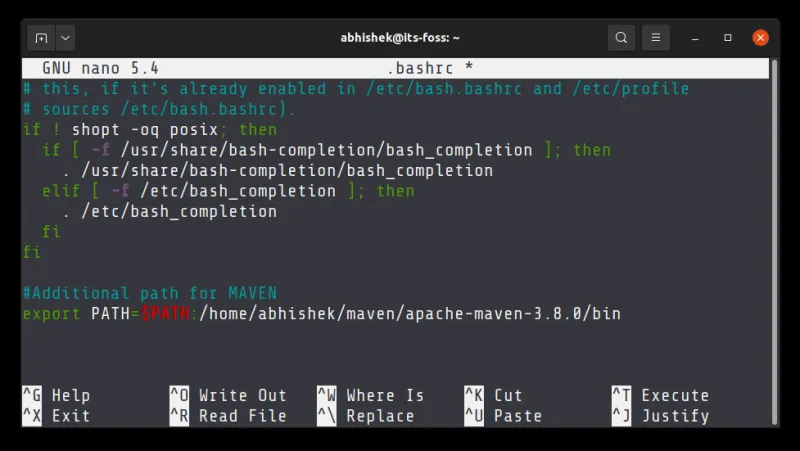 abhishek@its-foss: ~
GNU nano 5.4 .bashrc *
# this, if it's already enabled in /etc/bash.bashrc and /etc/profile
# sources /etc/bash.bashrc).
if ! shopt -oq posix; then
  if [ -f /usr/share/bash-completion/bash_completion ]; then
    . /usr/share/bash-completion/bash_completion
  elif [ -f /etc/bash_completion ]; then
    . /etc/bash_completion
  fi
fi
#Additional path for MAVEN
export PATH=$PATH:/home/abhishek/maven/apache-maven-3.8.0/bin
^G Help ^O Write Out ^W Where Is ^K Cut ^T Execute
^X Exit ^R Read File ^\ Replace ^U Paste ^J Justify